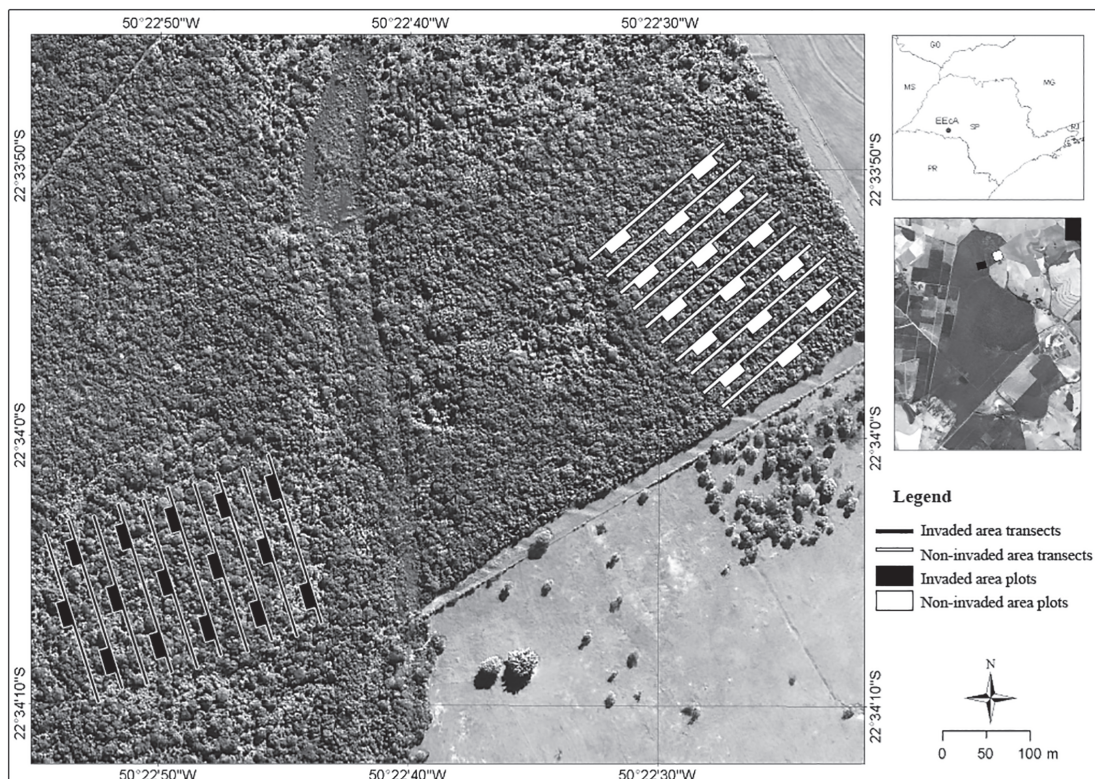 50°22'50"W
50°22'40"W
50°22'30"W
22°33'50"S
22°33'50"S
22°34'0"S
22°34'0"S
22°34'10"S
22°34'10"S
50°22'50"W
50°22'40"W
50°22'30"W
GO
MS
MG
EEcA
SP
RJ
PR
Legend
Invaded area transects
Non-invaded area transects
Invaded area plots
Non-invaded area plots
N
0 50 100 m